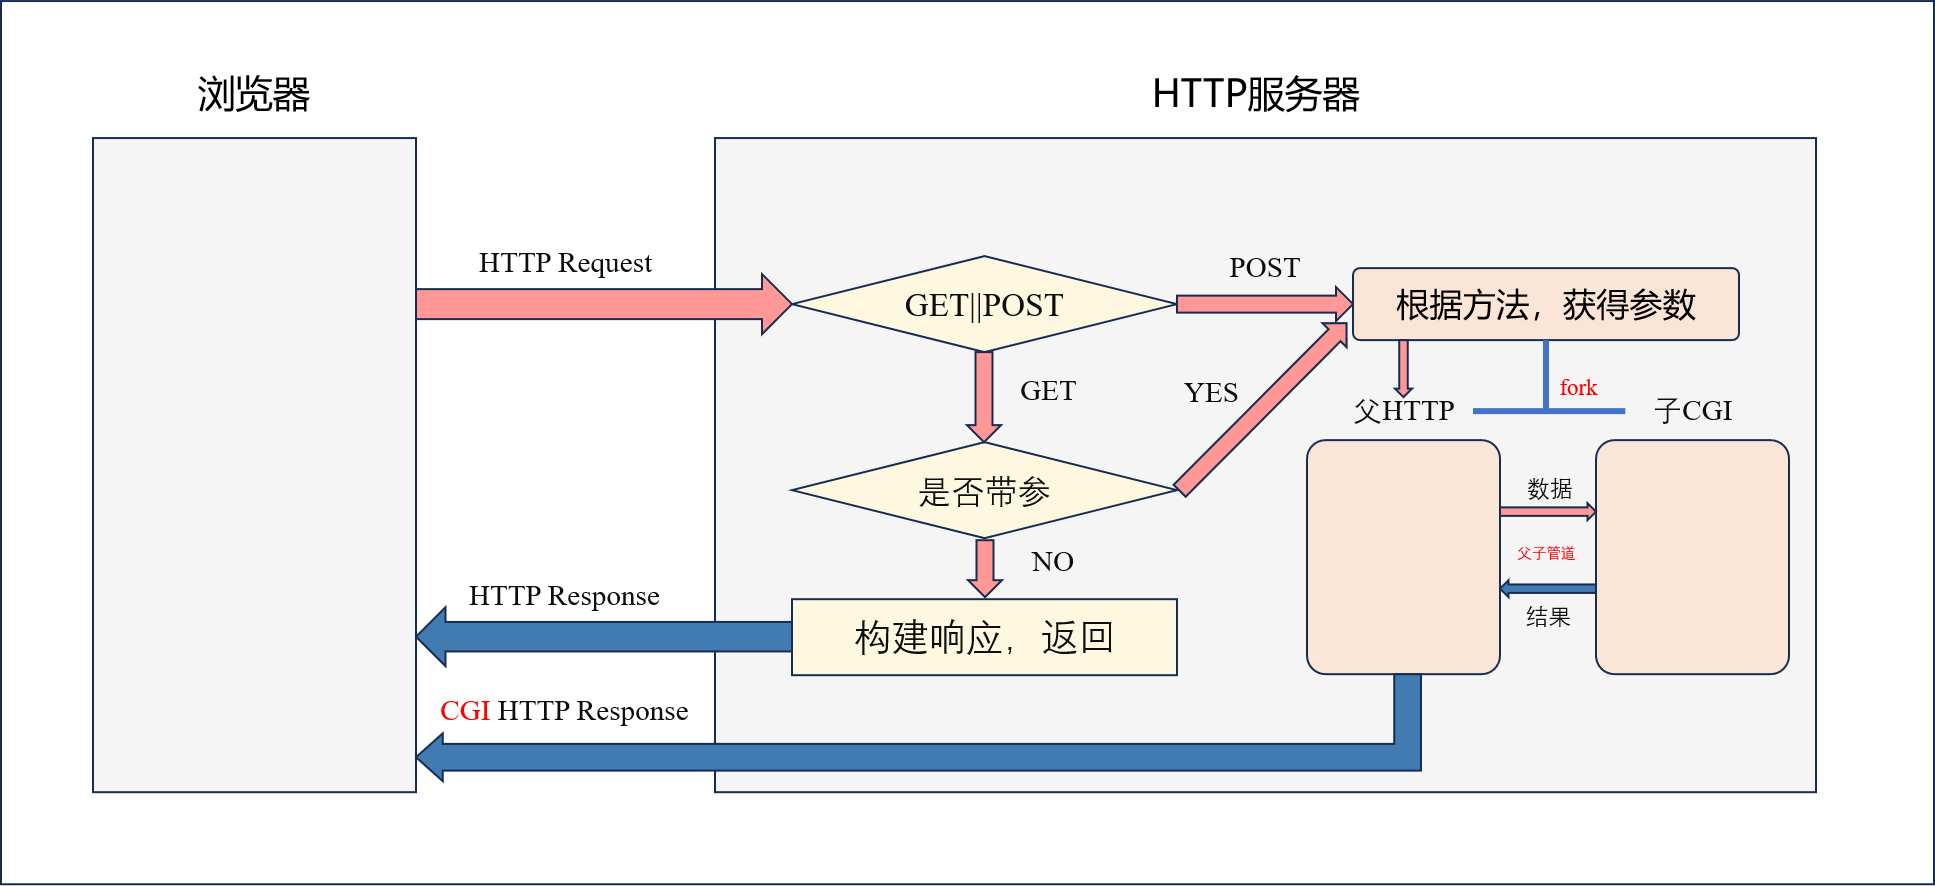 浏览器
HTTP服务器
HTTP Request
GET||POST
POST
根据方法，获得参数
GET
YES
fork
父HTTP
子CGI
是否带参
数据
父子管道
NO
结果
HTTP Response
构建响应，返回
CGI HTTP Response